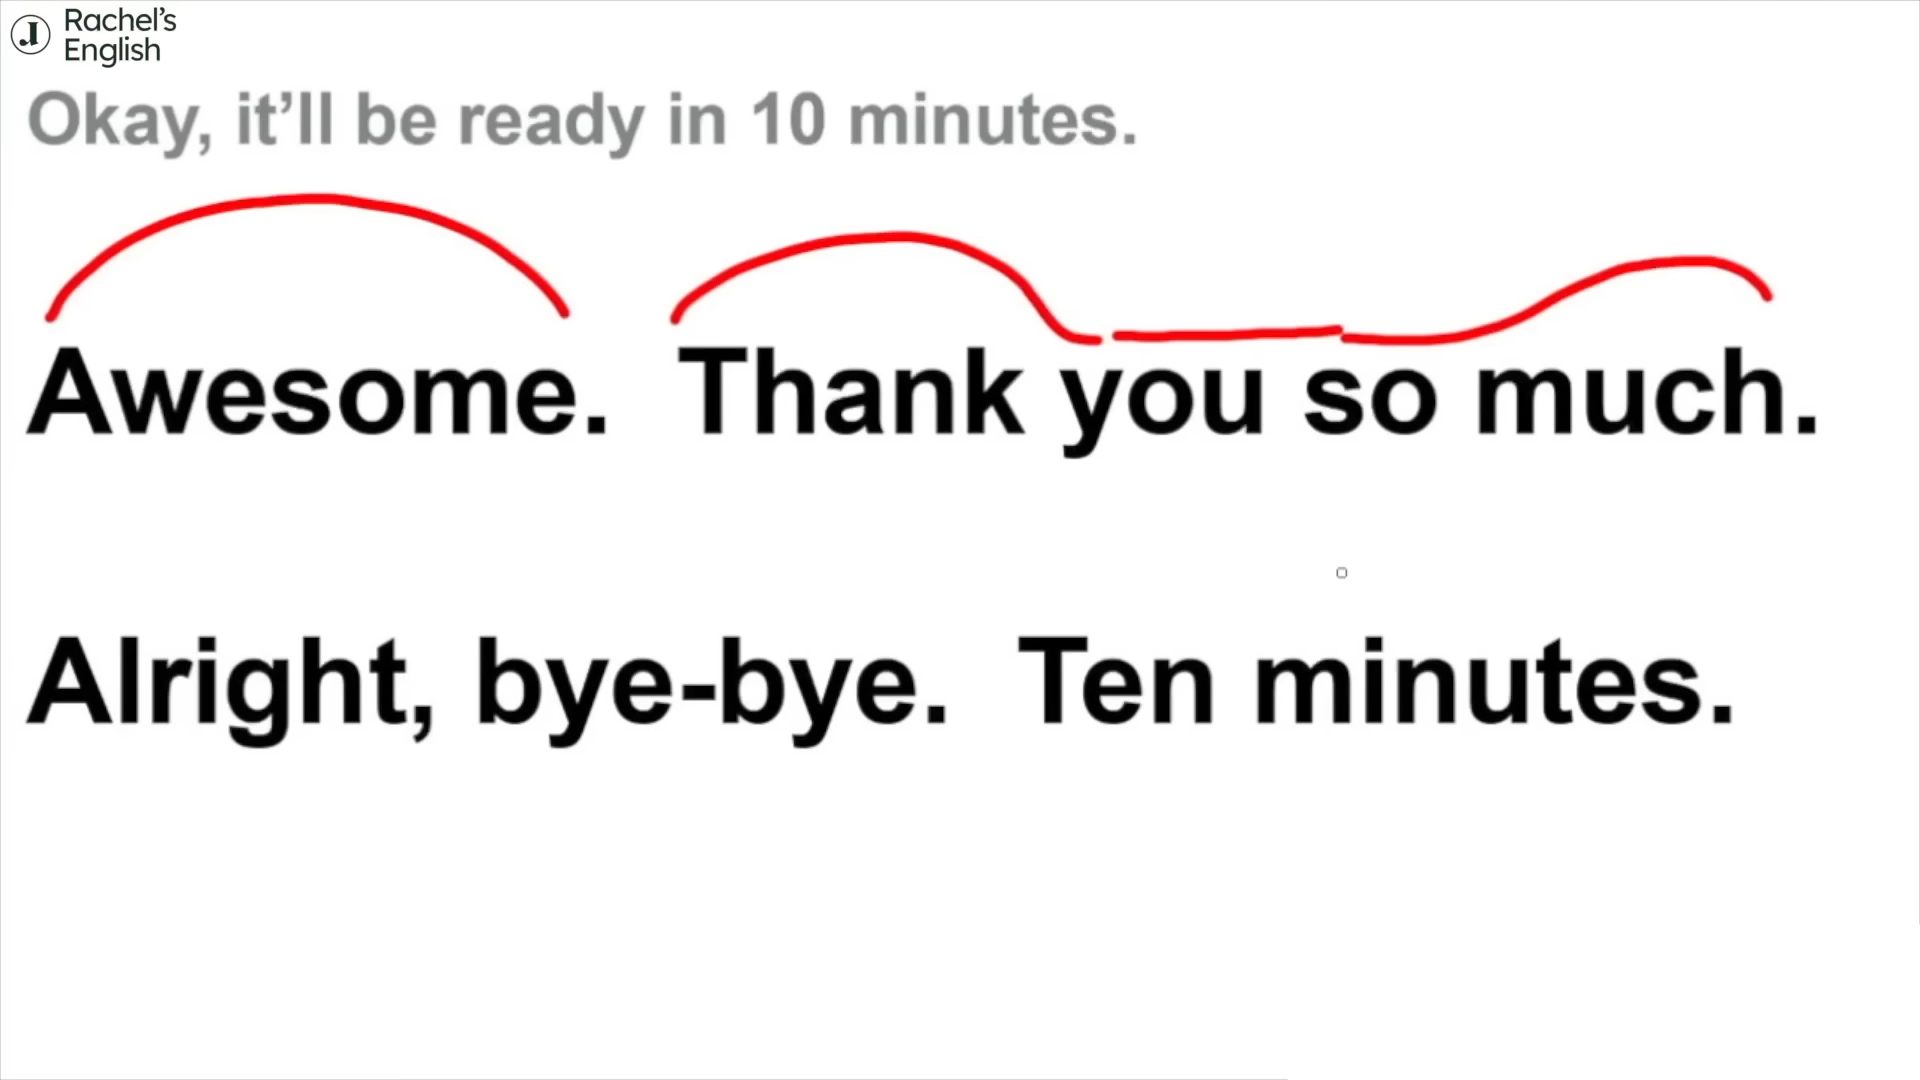 Rachel's
English
Okay, it’ll be ready in 10 minutes.
Awesome. Thank you so much.
Alright, bye-bye. Ten minutes.